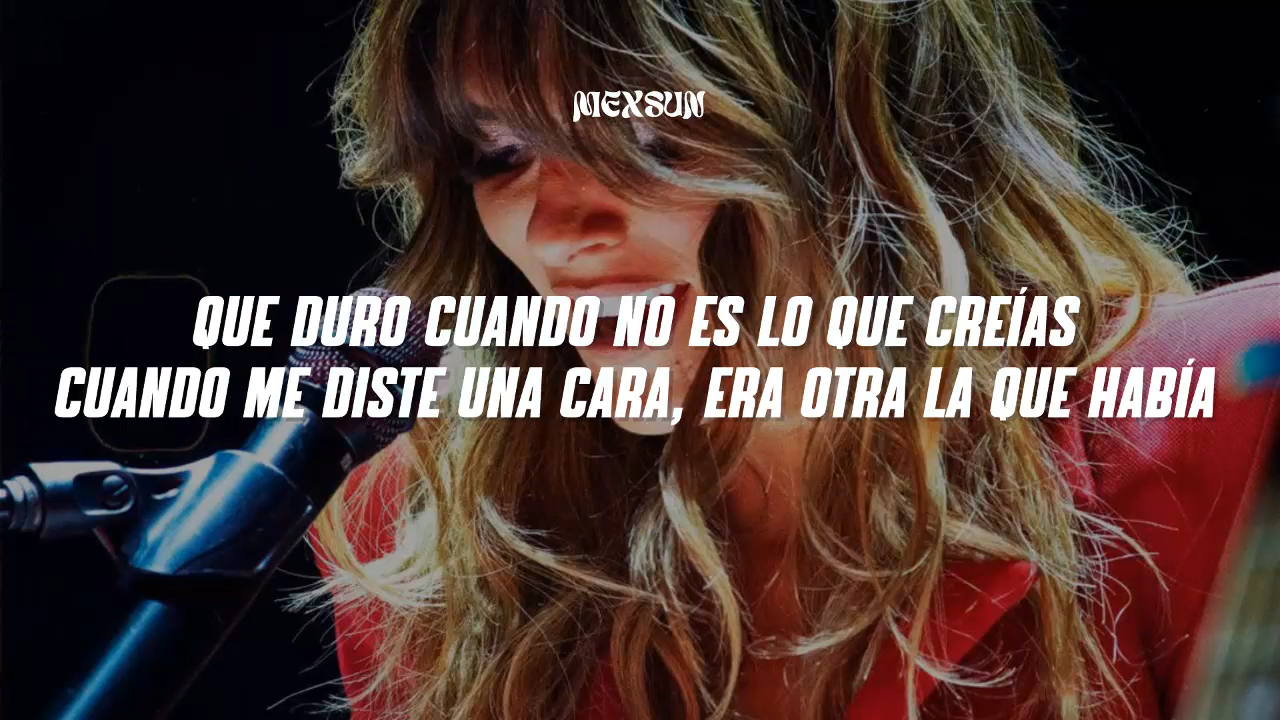 MEXSUN
QUE DURO CUANDO NO ES LO QUE CREÍAS
CUANDO ME DISTE UNA CARA, ERA OTRA LA QUE HABÍA